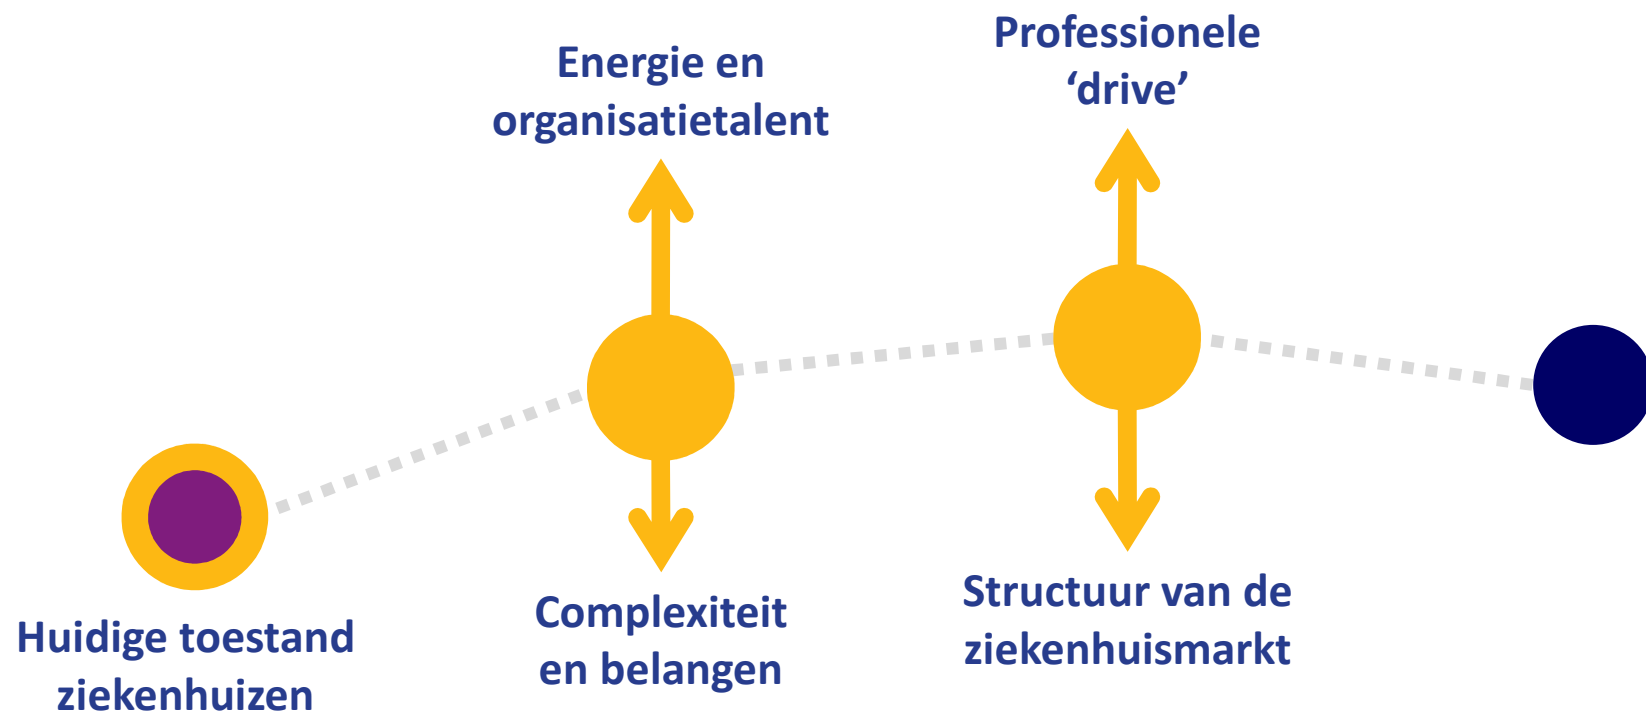 Energie en
organisatietalent
Professionele
‘drive’
Huidige toestand
ziekenhuizen
Complexiteit
en belangen
Structuur van de
ziekenhuismarkt